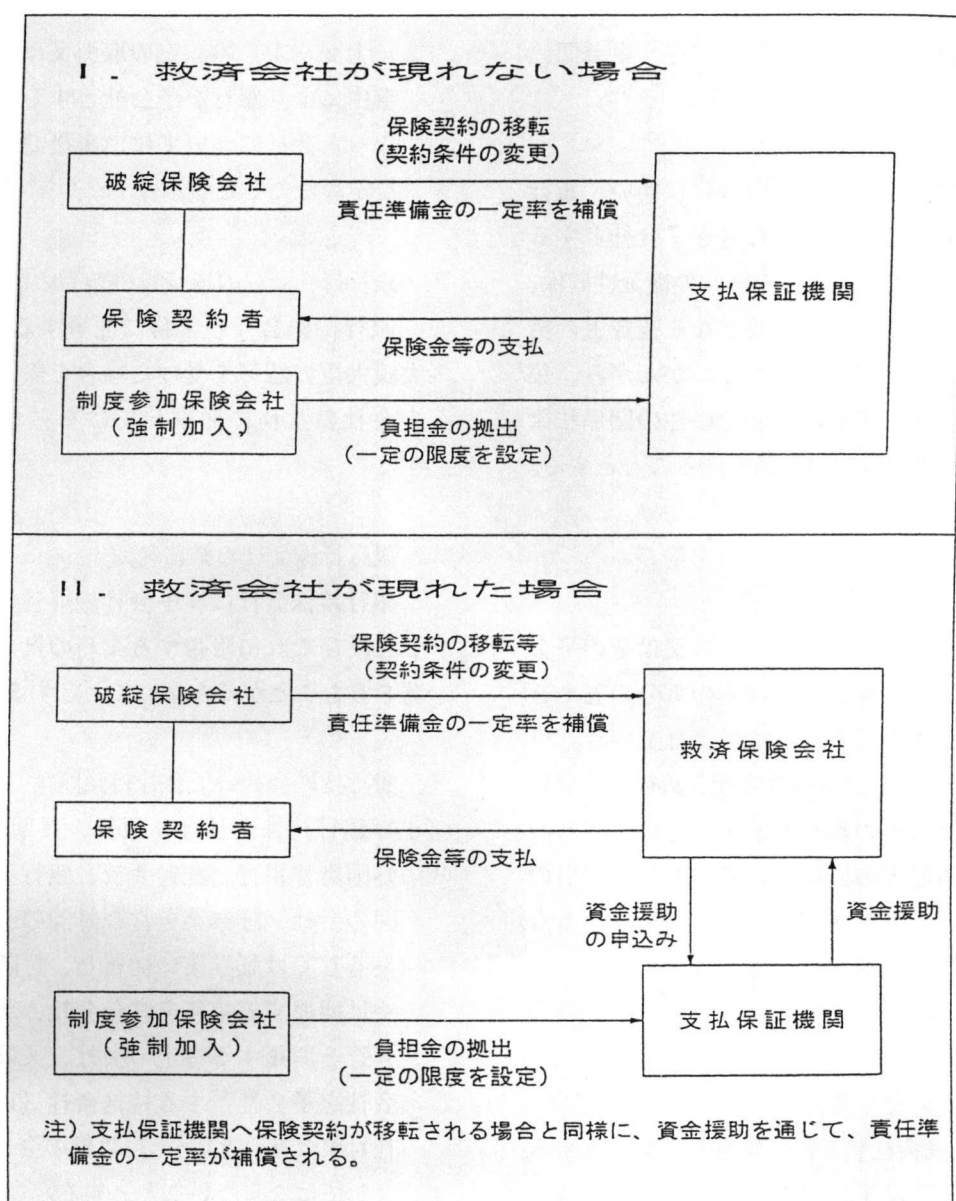 Ⅰ. 救済会社が現れない場合
保険契約の移転
(契約条件の変更)
破綻保険会社
責任準備金の一定率を補償
支払保証機関
保険契約者
保険金等の支払
制度参加保険会社
(強制加入)
負担金の拠出
(一定の限度を設定)
Ⅱ. 救済会社が現れた場合
保険契約の移転等
(契約条件の変更)
破綻保険会社
責任準備金の一定率を補償
救済保険会社
保険契約者
保険金等の支払
資金援助
の申込み
資金援助
制度参加保険会社
(強制加入)
支払保証機関
負担金の拠出
(一定の限度を設定)
注)支払保証機関へ保険契約が移転される場合と同様に、資金援助を通じて、責任準
備金の一定率が補償される。